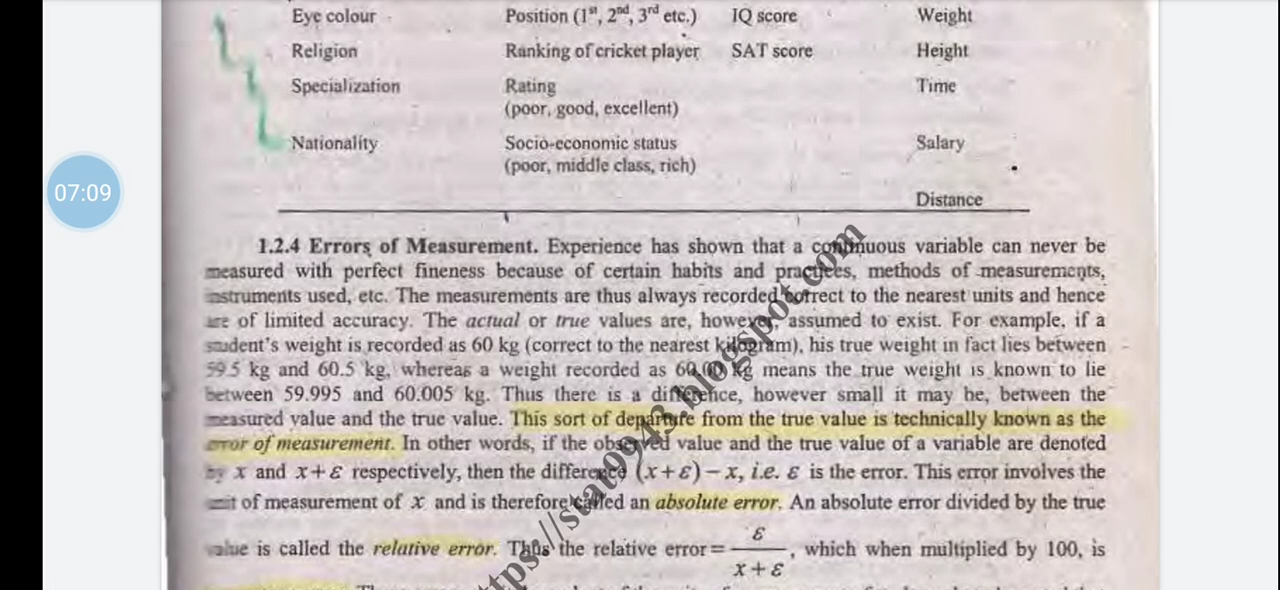 Eye colour Position (1st, 2nd, 3rd etc.) IQ score Weight
Religion Ranking of cricket player SAT score Height
Specialization Rating Time
(poor, good, excellent)
Nationality Socio-economic status Salary
(poor, middle class, rich)
Distance
07:09
1.2.4 Errors of Measurement. Experience has shown that a continuous variable can never be
measured with perfect fineness because of certain habits and practices, methods of measurements,
instruments used, etc. The measurements are thus always recorded correct to the nearest units and hence
are of limited accuracy. The actual or true values are, however, assumed to exist. For example, if a
student's weight is recorded as 60 kg (correct to the nearest kilogram), his true weight in fact lies between
59.5 kg and 60.5 kg, whereas a weight recorded as 60.00 kg means the true weight is known to lie
between 59.995 and 60.005 kg. Thus there is a difference, however small it may be, between the
measured value and the true value. This sort of departure from the true value is technically known as the
error of measurement. In other words, if the observed value and the true value of a variable are denoted
by x and x+ε respectively, then the difference (x+ε)−x, i.e. ε is the error. This error involves the
unit of measurement of x and is therefore called an absolute error. An absolute error divided by the true
value is called the relative error. Thus the relative error = ε / x+ε, which when multiplied by 100, is
ttps://stat0943.blogspot.com